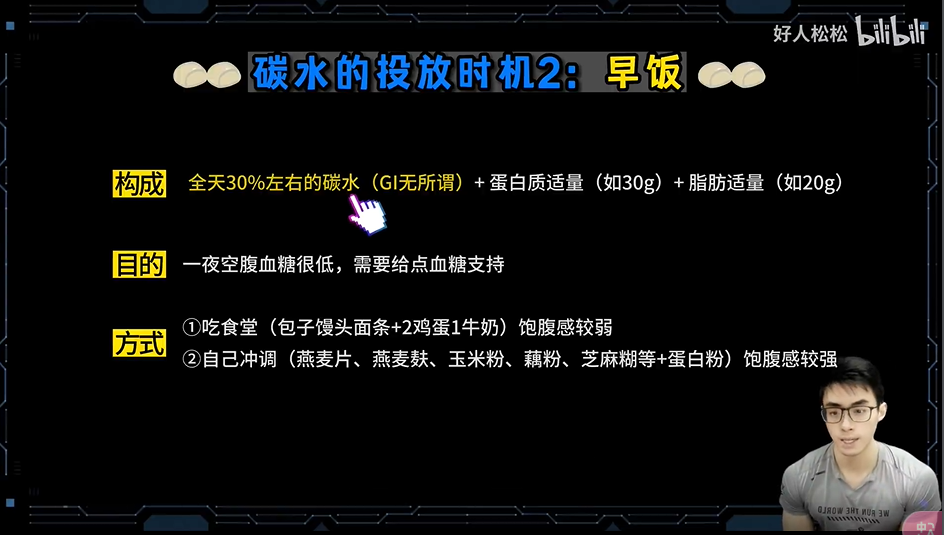 好人松松 bilibili
碳水的投放时机2：早饭
构成 全天30%左右的碳水（GI无所谓）+ 蛋白质适量（如30g）+ 脂肪适量（如20g）
目的 一夜空腹血糖很低，需要给点血糖支持
方式 ①吃食堂（包子馒头面条+2鸡蛋1牛奶）饱腹感较弱
②自己冲调（燕麦片、燕麦麸、玉米粉、藕粉、芝麻糊等+蛋白粉）饱腹感较强
WE RUN THE WORLD
中